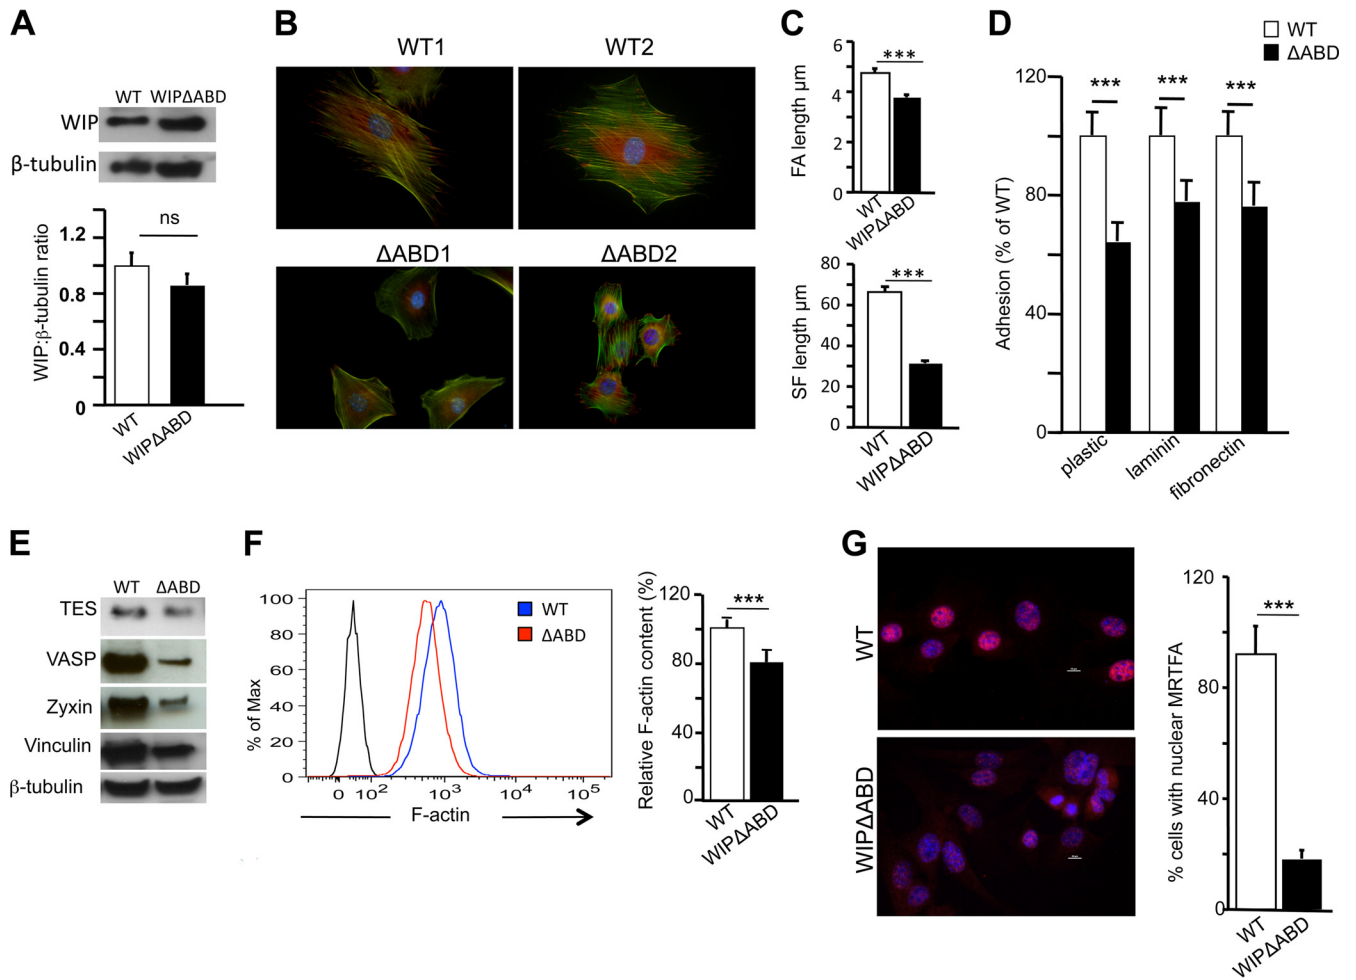 A
WT WIPΔABD
WIP
β-tubulin
WIP:β-tubulin ratio
1.2
0.8
0.4
0
ns
WT
WIPΔABD
B
WT1
WT2
ΔABD1
ΔABD2
C
FA length µm
6
4
2
0
***
WT
WIPΔABD
SF length µm
80
60
40
20
0
***
WT
WIPΔABD
D
WT
ΔABD
Adhesion (% of WT)
120
80
40
0
***
***
***
plastic
laminin
fibronectin
E
WT ΔABD
TES
VASP
Zyxin
Vinculin
β-tubulin
F
% of Max
100
80
60
40
20
0
WT
ΔABD
0 10² 10³ 10⁴ 10⁵
F-actin
Relative F-actin content (%)
120
80
40
0
***
WT
WIPΔABD
G
WT
WIPΔABD
% cells with nuclear MRTFA
120
80
40
0
***
WT
WIPΔABD